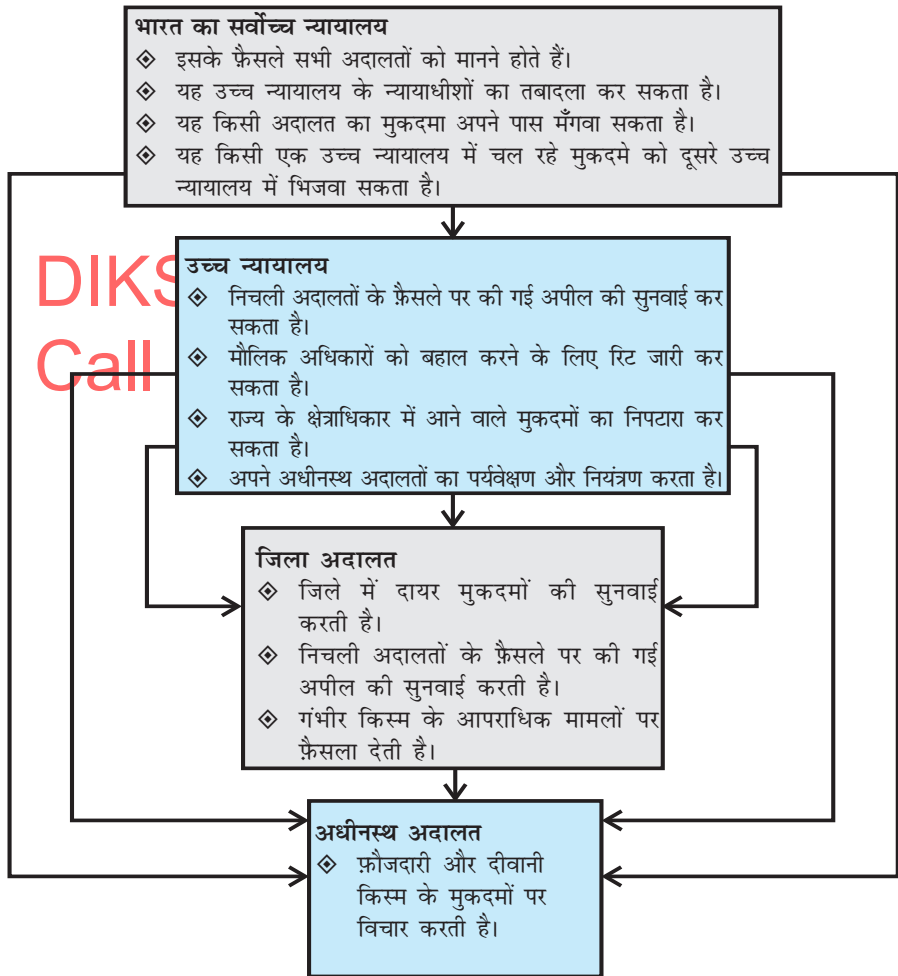 भारत का सर्वोच्च न्यायालय
◈ इसके फ़ैसले सभी अदालतों को मानने होते हैं।
◈ यह उच्च न्यायालय के न्यायाधीशों का तबादला कर सकता है।
◈ यह किसी अदालत का मुकदमा अपने पास मँगवा सकता है।
◈ यह किसी एक उच्च न्यायालय में चल रहे मुकदमे को दूसरे उच्च
न्यायालय में भिजवा सकता है।
DIKS
Call
उच्च न्यायालय
◈ निचली अदालतों के फ़ैसले पर की गई अपील की सुनवाई कर
सकता है।
◈ मौलिक अधिकारों को बहाल करने के लिए रिट जारी कर
सकता है।
◈ राज्य के क्षेत्राधिकार में आने वाले मुकदमों का निपटारा कर
सकता है।
◈ अपने अधीनस्थ अदालतों का पर्यवेक्षण और नियंत्रण करता है।
जिला अदालत
◈ जिले में दायर मुकदमों की सुनवाई
करती है।
◈ निचली अदालतों के फ़ैसले पर की गई
अपील की सुनवाई करती है।
◈ गंभीर किस्म के आपराधिक मामलों पर
फ़ैसला देती है।
अधीनस्थ अदालत
◈ फ़ौजदारी और दीवानी
किस्म के मुकदमों पर
विचार करती है।